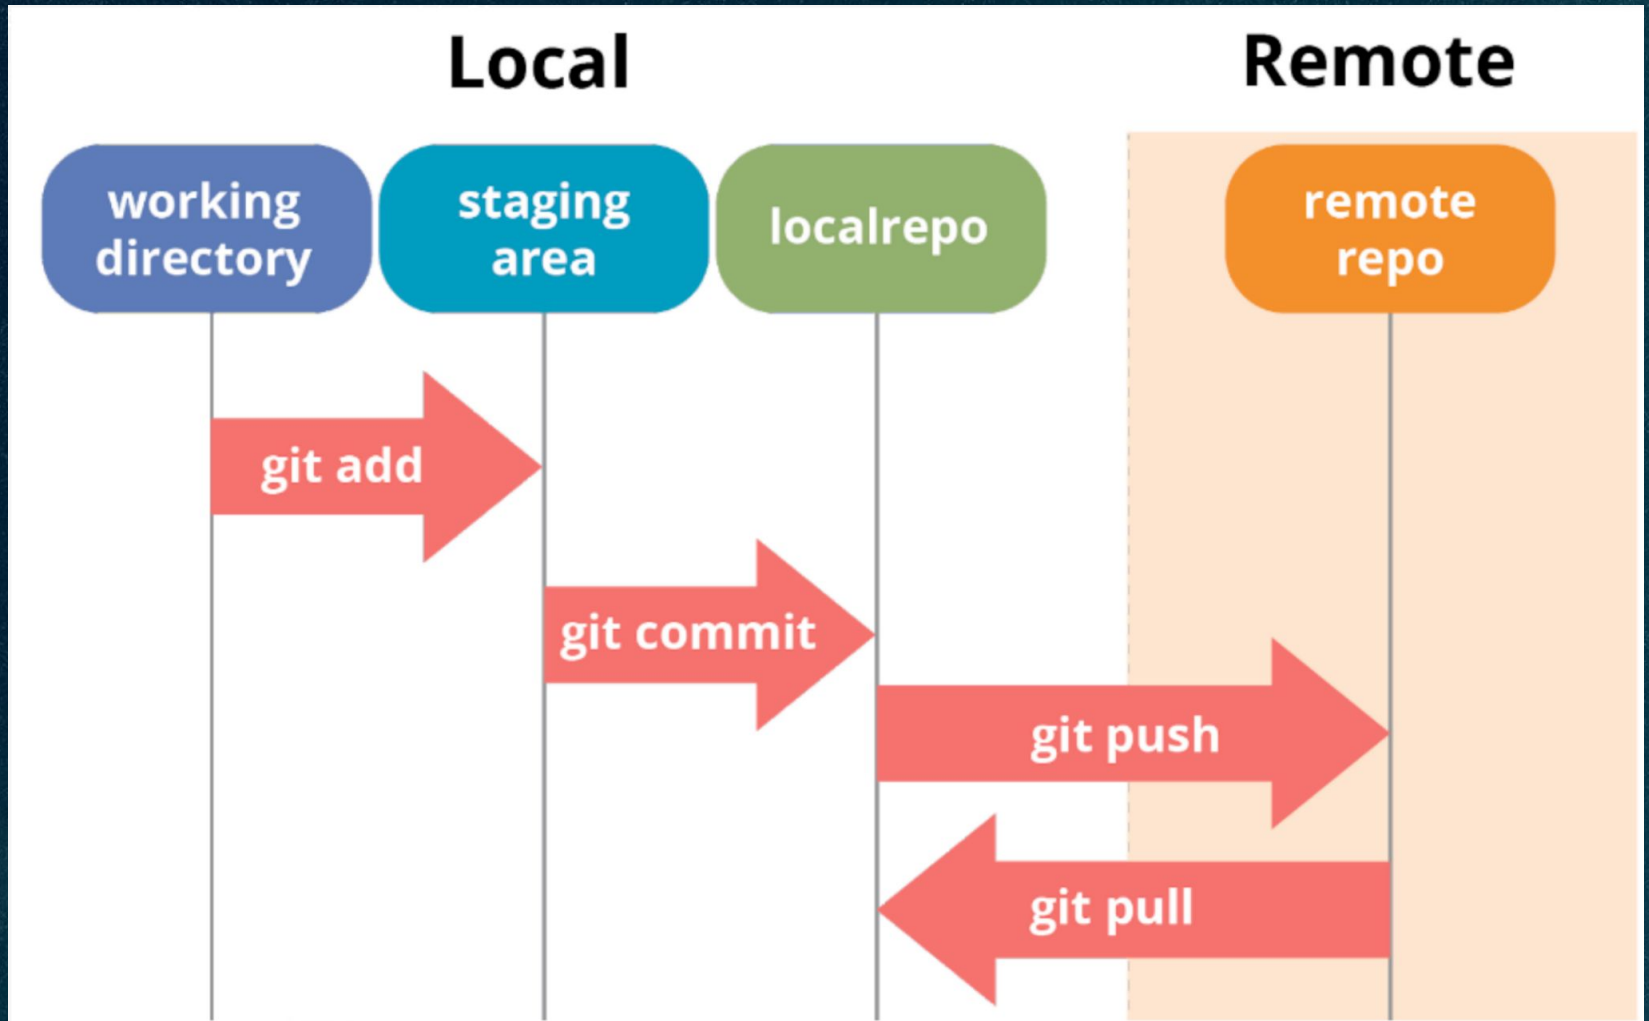 Local
Remote
working
directory
staging
area
localrepo
remote
repo
git add
git commit
git push
git pull